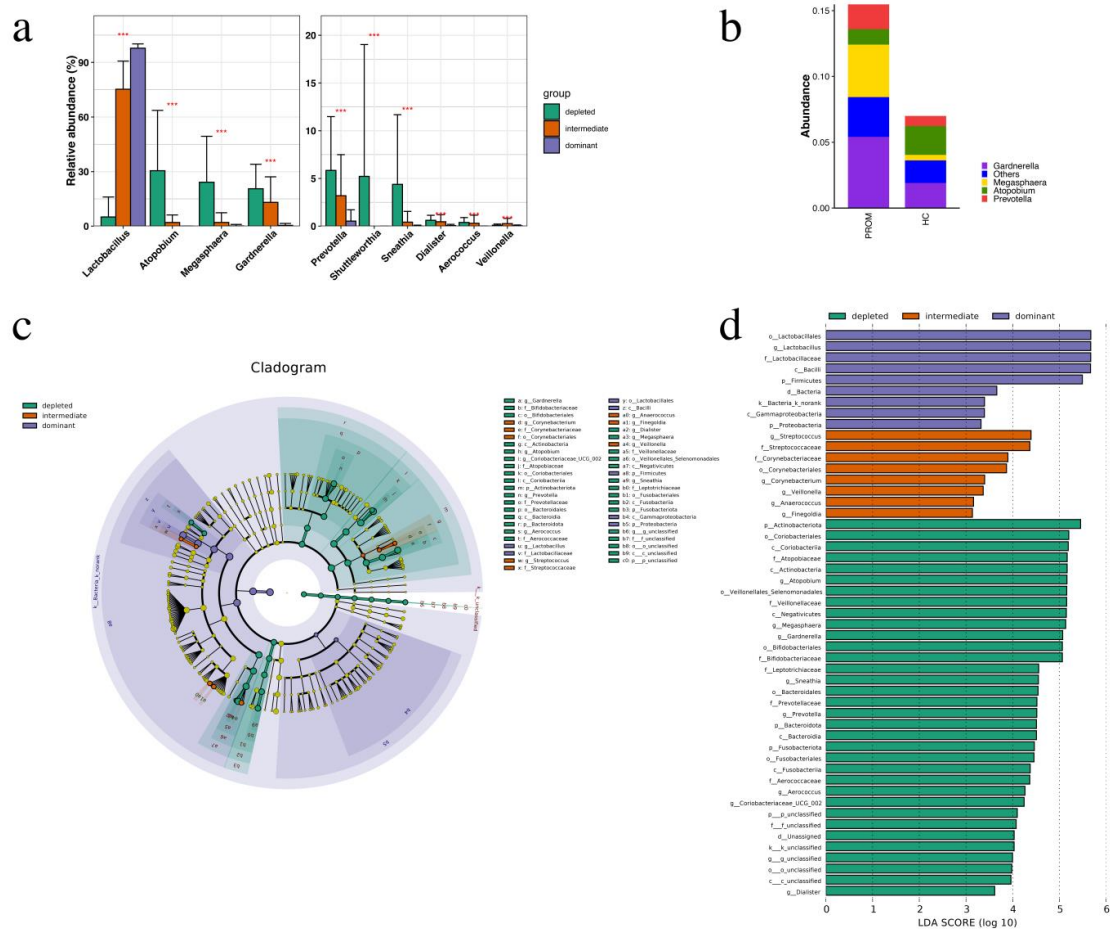 a
Relative abundance (%)
90
60
30
0
***
***
***
***
Lactobacillus
Atopobium
Megasphaera
Gardnerella
20
15
10
5
0
***
***
***
***
***
***
Prevotella
Shuttleworthia
Sneathia
Dialister
Aerococcus
Veillonella
group
depleted
intermediate
dominant
b
Abundance
0.15
0.10
0.05
0.00
PROM
HC
Gardnerella
Others
Megasphaera
Atopobium
Prevotella
c
Cladogram
depleted
intermediate
dominant
k__Bacteria_k_norank
k__k_unclassified
a: g__Gardnerella
b: f__Bifidobacteriaceae
c: o__Bifidobacteriales
d: g__Corynebacterium
e: f__Corynebacteriaceae
f: o__Corynebacteriales
g: c__Actinobacteria
h: g__Atopobium
i: g__Coriobacteriaceae_UCG_002
j: f__Atopobiaceae
k: o__Coriobacteriales
l: c__Coriobacteriia
m: p__Actinobacteriota
n: g__Prevotella
o: f__Prevotellaceae
p: o__Bacteroidales
q: c__Bacteroidia
r: p__Bacteroidota
s: g__Aerococcus
t: f__Aerococcaceae
u: g__Lactobacillus
v: f__Lactobacillaceae
w: g__Streptococcus
x: f__Streptococcaceae
y: o__Lactobacillales
z: c__Bacilli
a0: g__Anaerococcus
a1: g__Finegoldia
a2: g__Dialister
a3: g__Megasphaera
a4: g__Veillonella
a5: f__Veillonellaceae
a6: o__Veillonellales_Selenomonadales
a7: c__Negativicutes
a8: p__Firmicutes
a9: g__Sneathia
b0: f__Leptotrichiaceae
b1: o__Fusobacteriales
b2: c__Fusobacteriia
b3: p__Fusobacteriota
b4: c__Gammaproteobacteria
b5: p__Proteobacteria
b6: g__g_unclassified
b7: f__f_unclassified
b8: o__o_unclassified
b9: c__c_unclassified
c0: p__p_unclassified
d
depleted
intermediate
dominant
o__Lactobacillales
g__Lactobacillus
f__Lactobacillaceae
c__Bacilli
p__Firmicutes
d__Bacteria
k__Bacteria_k_norank
c__Gammaproteobacteria
p__Proteobacteria
g__Streptococcus
f__Streptococcaceae
f__Corynebacteriaceae
o__Corynebacteriales
g__Corynebacterium
g__Veillonella
g__Anaerococcus
g__Finegoldia
p__Actinobacteriota
o__Coriobacteriales
c__Coriobacteriia
f__Atopobiaceae
c__Actinobacteria
g__Atopobium
o__Veillonellales_Selenomonadales
f__Veillonellaceae
c__Negativicutes
g__Megasphaera
g__Gardnerella
o__Bifidobacteriales
f__Bifidobacteriaceae
f__Leptotrichiaceae
g__Sneathia
o__Bacteroidales
f__Prevotellaceae
g__Prevotella
p__Bacteroidota
c__Bacteroidia
p__Fusobacteriota
o__Fusobacteriales
c__Fusobacteriia
f__Aerococcaceae
g__Aerococcus
g__Coriobacteriaceae_UCG_002
p__p_unclassified
f__f_unclassified
d__Unassigned
k__k_unclassified
g__g_unclassified
o__o_unclassified
c__c_unclassified
g__Dialister
0 1 2 3 4 5 6
LDA SCORE (log 10)